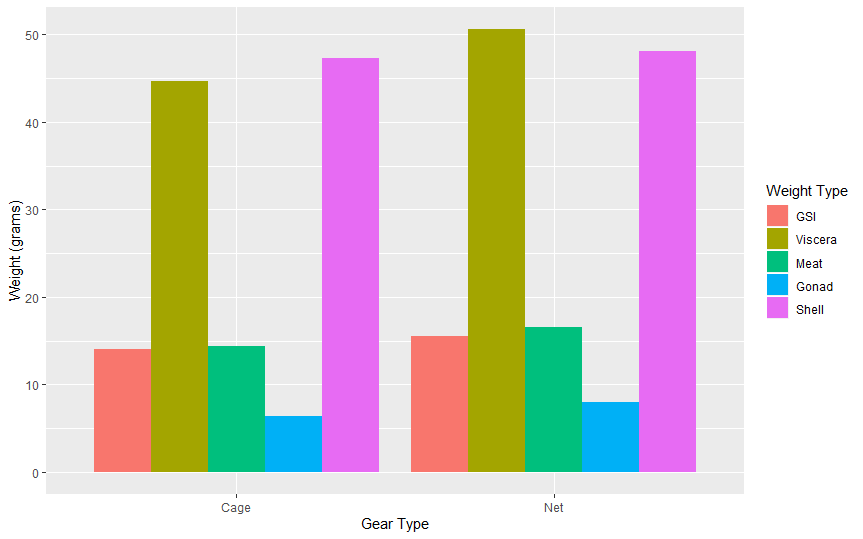 50
40
30
20
10
0
Weight (grams)
Cage
Net
Gear Type
Weight Type
GSI
Viscera
Meat
Gonad
Shell